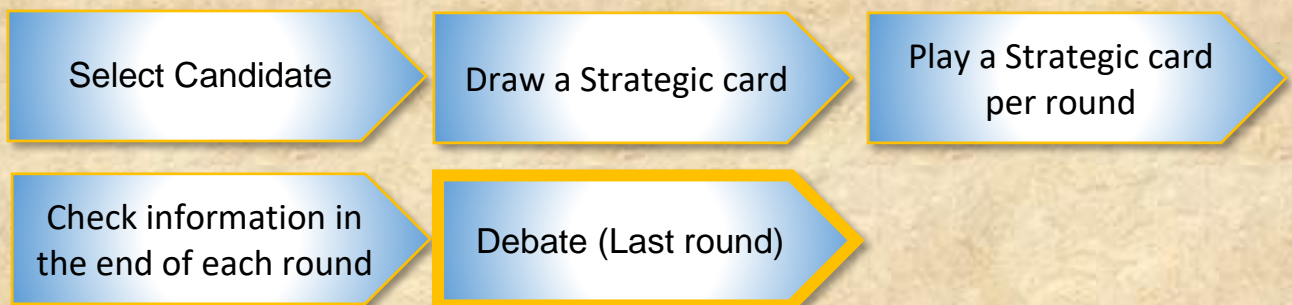 Select Candidate
Draw a Strategic card
Play a Strategic card
per round
Check information in
the end of each round
Debate (Last round)